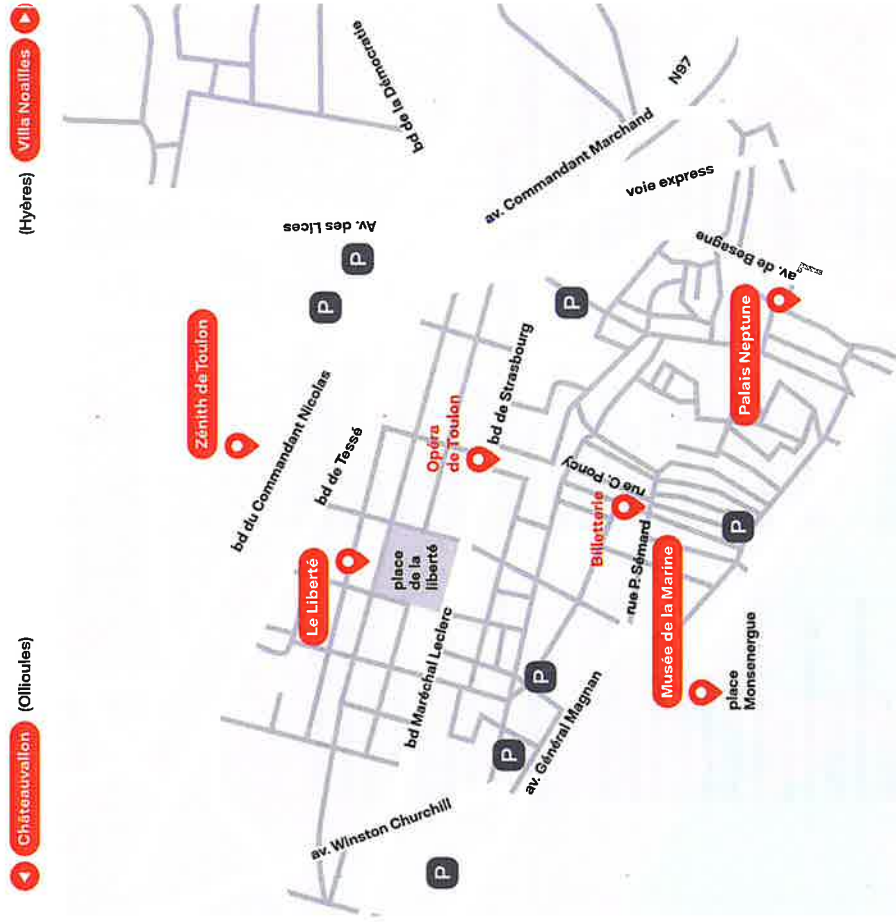 Châteauvallon
(Ollioules)
(Hyères)
Villa Noailles
Zénith de Toulon
bd du Commandant Nicolas
P
P
Av. des Lices
bd de la Démocratie
Le Liberté
bd de Tessé
place
de la
liberté
Opéra
de Toulon
bd de Strasbourg
av. Commandant Marchand
N97
voie express
av. Winston Churchill
bd Maréchal Leclerc
P
P
P
av. Général Magnan
P
Billetterie
rue C. Poncy
rue P. Sémard
Musée de la Marine
place
Monsenergue
P
Palais Neptune
av. de Besagne